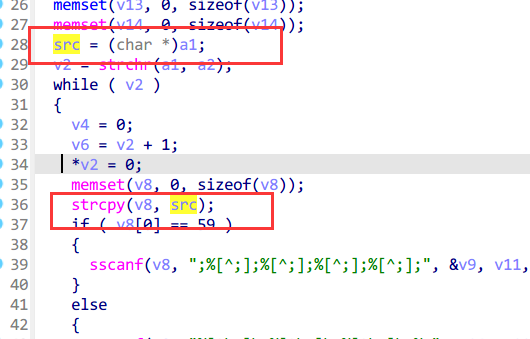 26 memset(v13, 0, sizeof(v13));
27 memset(v14, 0, sizeof(v14));
28 src = (char *)a1;
29 v2 = strchr(a1, a2);
30 while ( v2 )
31 {
32 v4 = 0;
33 v6 = v2 + 1;
34 *v2 = 0;
35 memset(v8, 0, sizeof(v8));
36 strcpy(v8, src);
37 if ( v8[0] == 59 )
38 {
39 sscanf(v8, ";%[^;];%[^;];%[^;];%[^;];", &v9, v11,
40 }
41 else
42 {